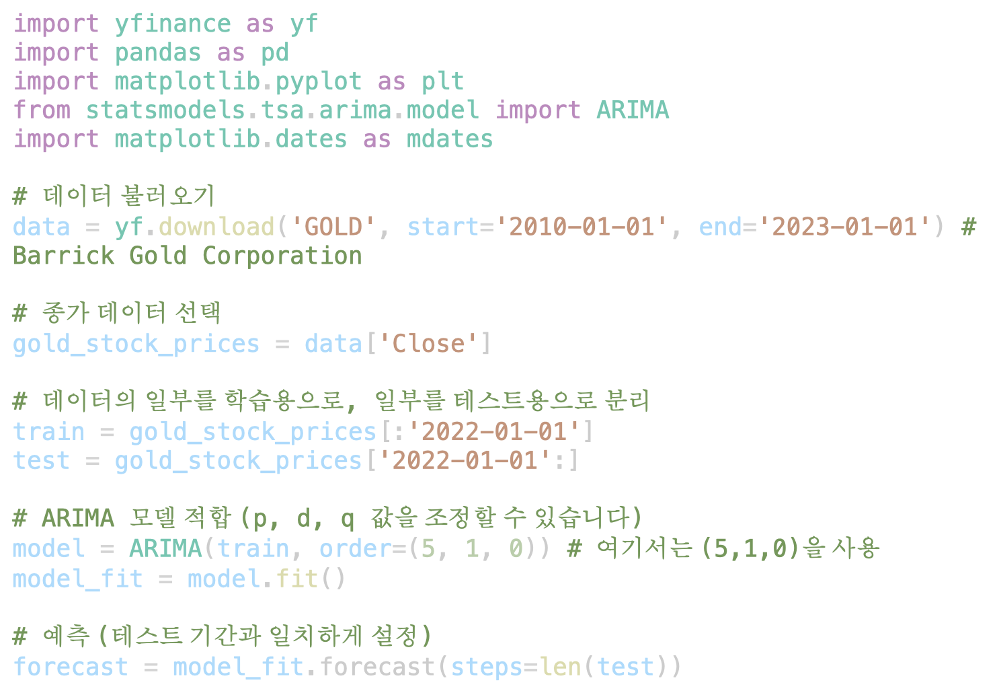 import yfinance as yf
import pandas as pd
import matplotlib.pyplot as plt
from statsmodels.tsa.arima.model import ARIMA
import matplotlib.dates as mdates
# 데이터 불러오기
data = yf.download('GOLD', start='2010-01-01', end='2023-01-01') #
Barrick Gold Corporation
# 종가 데이터 선택
gold_stock_prices = data['Close']
# 데이터의 일부를 학습용으로, 일부를 테스트용으로 분리
train = gold_stock_prices[:'2022-01-01']
test = gold_stock_prices['2022-01-01':]
# ARIMA 모델 적합 (p, d, q 값을 조정할 수 있습니다)
model = ARIMA(train, order=(5, 1, 0)) # 여기서는 (5,1,0)을 사용
model_fit = model.fit()
# 예측 (테스트 기간과 일치하게 설정)
forecast = model_fit.forecast(steps=len(test))